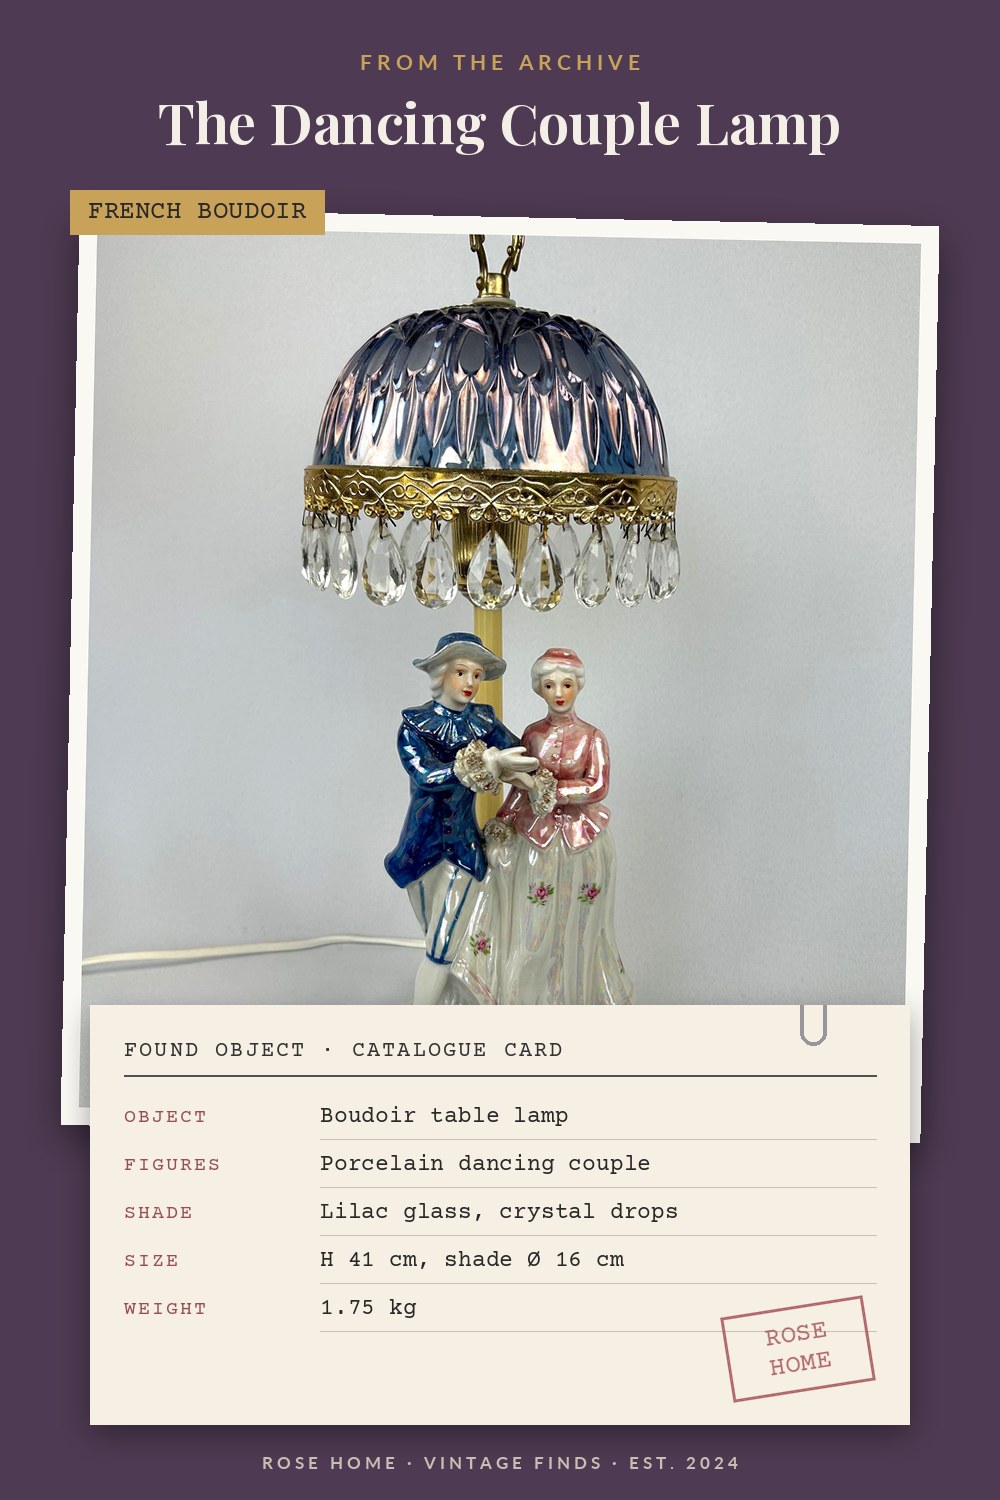 FROM THE ARCHIVE
The Dancing Couple Lamp
FRENCH BOUDOIR
FOUND OBJECT · CATALOGUE CARD
OBJECT Boudoir table lamp
FIGURES Porcelain dancing couple
SHADE Lilac glass, crystal drops
SIZE H 41 cm, shade Ø 16 cm
WEIGHT 1.75 kg
ROSE
HOME
ROSE HOME · VINTAGE FINDS · EST. 2024